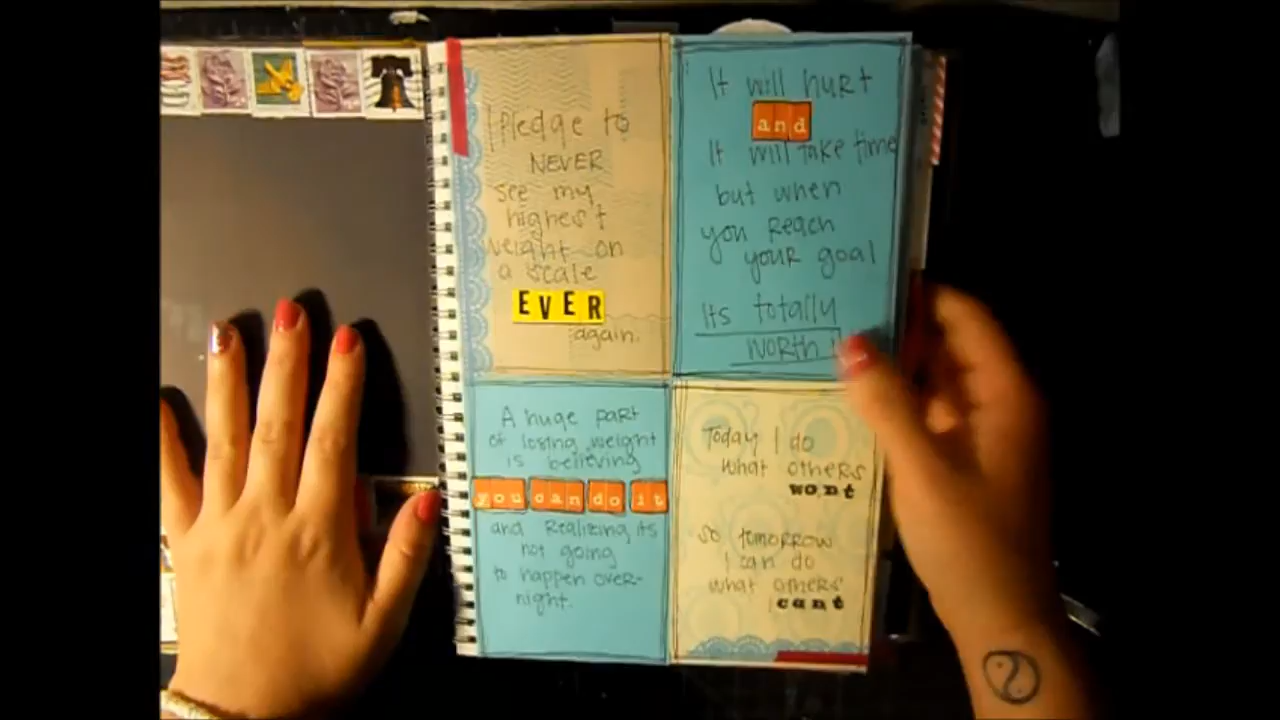 I pledge to
NEVER
see my
highest
weight on
a scale
EVER
again.
It will hurt
and
It will take time
but when
you reach
your goal
Its totally
worth
A huge part
of losing weight
is believing
you can do it
and Realizing its
not going
to happen over-
night.
Today I do
what others
wont
so tomorrow
I can do
what others
cant